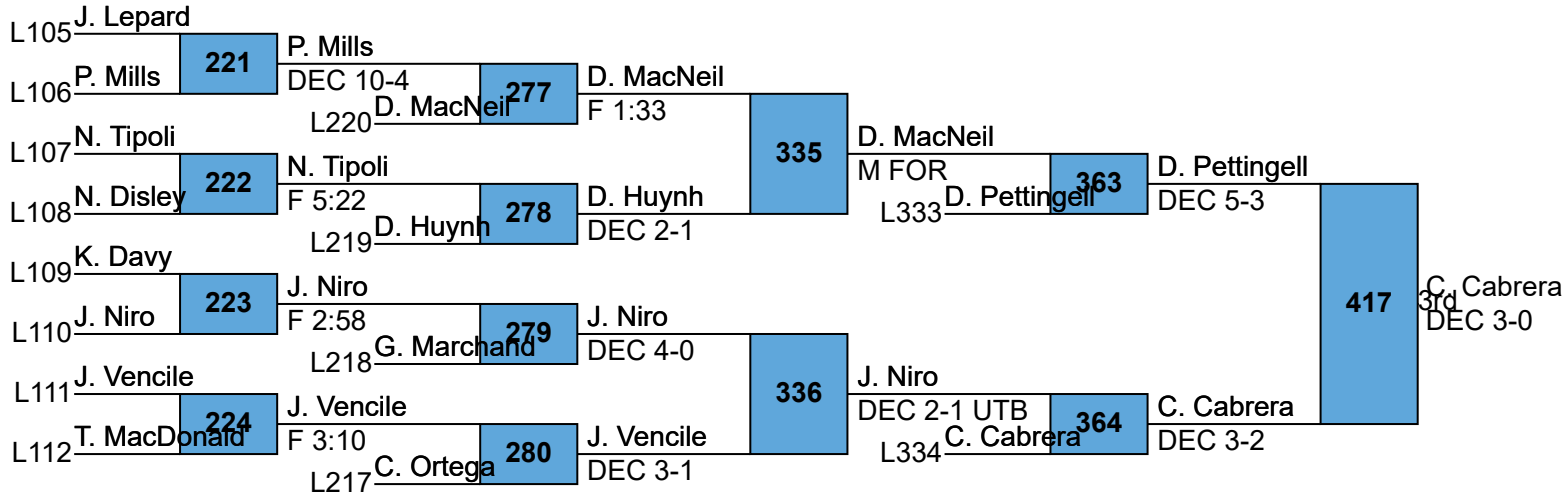 J. Lepard
L105
221
P. Mills
L106
P. Mills
DEC 10-4
277
L220
D. MacNeil
D. MacNeil
F 1:33
N. Tipoli
L107
222
N. Disley
L108
N. Tipoli
F 5:22
278
L219
D. Huynh
D. Huynh
DEC 2-1
335
D. MacNeil
M FOR
363
L333
D. Pettingell
D. Pettingell
DEC 5-3
K. Davy
L109
223
J. Niro
L110
J. Niro
F 2:58
279
L218
G. Marchand
J. Niro
DEC 4-0
J. Vencile
L111
224
T. MacDonald
L112
J. Vencile
F 3:10
280
L217
C. Ortega
J. Vencile
DEC 3-1
336
J. Niro
DEC 2-1 UTB
364
L334
C. Cabrera
C. Cabrera
DEC 3-2
417
3rd
C. Cabrera
DEC 3-0